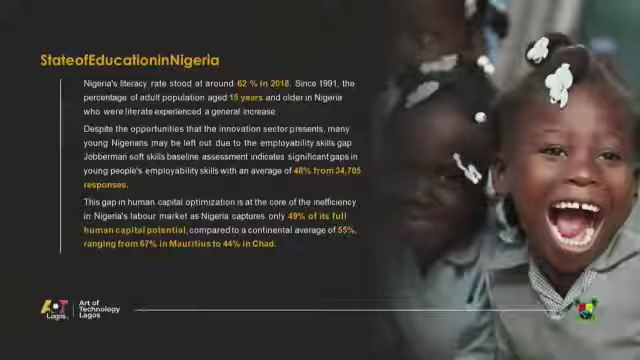 StateofEducationinNigeria
Nigeria's literacy rate stood at around 62 % in 2018. Since 1991, the
percentage of adult population aged 15 years and older in Nigeria
who were literate experienced a general increase.
Despite the opportunities that the innovation sector presents, many
young Nigerians may be left out due to the employability skills gap
Jobberman soft skills baseline assessment indicates significant gaps in
young people's employability skills with an average of 48% from 34,705
responses.
This gap in human capital optimization is at the core of the inefficiency
in Nigeria's labour market as Nigeria captures only 49% of its full
human capital potential, compared to a continental average of 55%,
ranging from 67% in Mauritius to 44% in Chad.
AOT
Lagos
Art of
Technology
Lagos